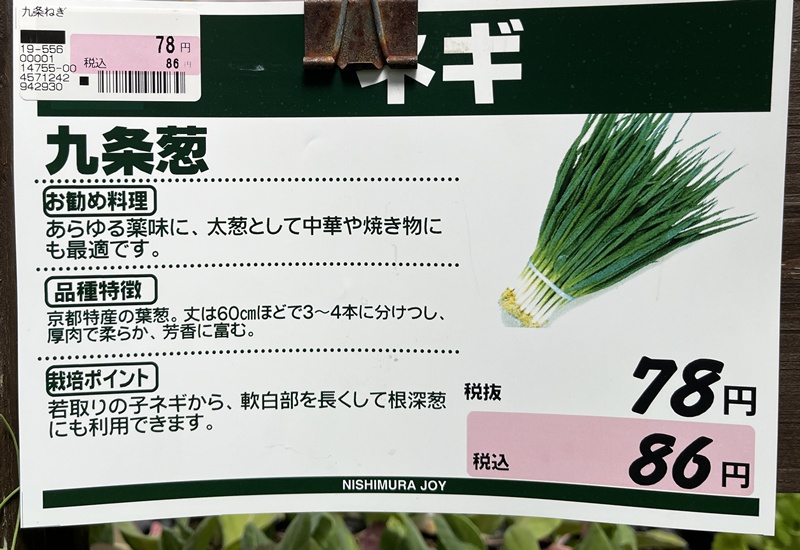 九条ねぎ
78円
税込 86円
19-556
00001
14755-00
4571242
942930
ネギ
九条葱
お勧め料理
あらゆる薬味に、太葱として中華や焼き物に
も最適です。
品種特徴
京都特産の葉葱。丈は60㎝ほどで3〜4本に分けつし、
厚肉で柔らか、芳香に富む。
栽培ポイント
若取りの子ネギから、軟白部を長くして根深葱
にも利用できます。
税抜 78円
税込 86円
NISHIMURA JOY